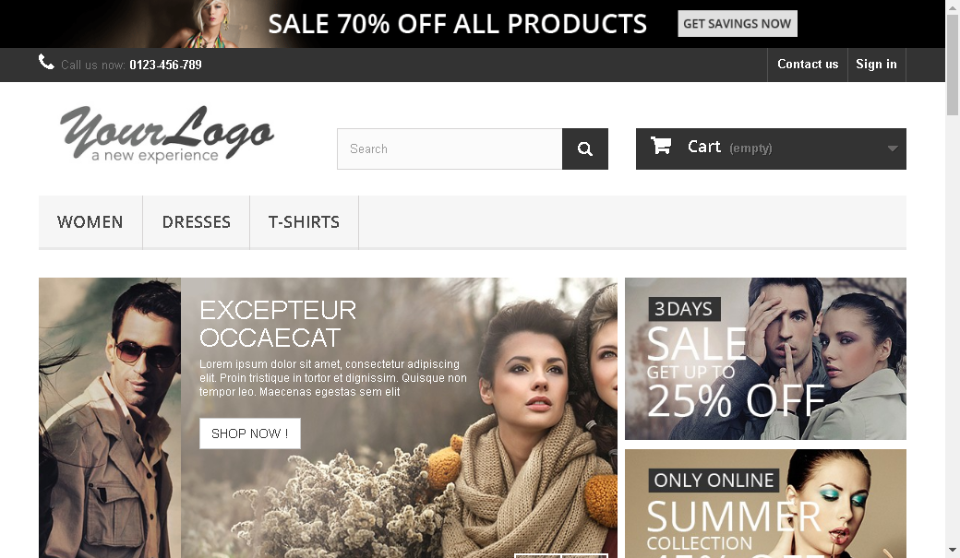 SALE 70% OFF ALL PRODUCTS
GET SAVINGS NOW
Call us now: 0123-456-789
Contact us
Sign in
YourLogo
a new experience
Search
Cart (empty)
WOMEN
DRESSES
T-SHIRTS
EXCEPTEUR
OCCAECAT
Lorem ipsum dolor sit amet, consectetur adipiscing
elit. Proin tristique in tortor et dignissim. Quisque non
tempor leo. Maecenas egestas sem elit
SHOP NOW !
3 DAYS
SALE
GET UP TO
25% OFF
ONLY ONLINE
SUMMER
COLLECTION
45% OFF